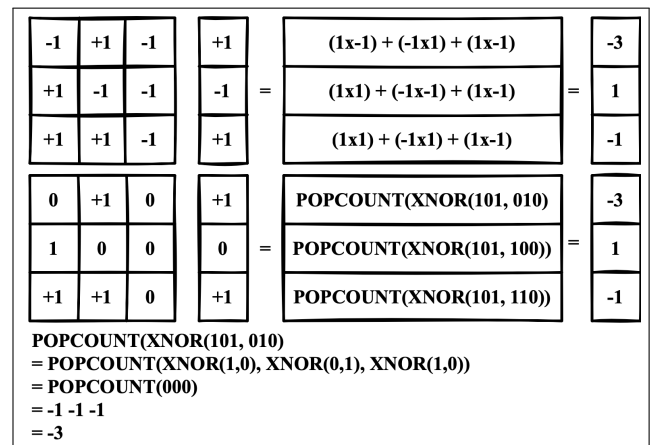 -1 +1 -1 +1 (1x-1) + (-1x1) + (1x-1) -3
+1 -1 -1 -1 = (1x1) + (-1x-1) + (1x-1) = 1
+1 +1 -1 +1 (1x1) + (-1x1) + (1x-1) -1
0 +1 0 +1 POPCOUNT(XNOR(101, 010) -3
1 0 0 0 = POPCOUNT(XNOR(101, 100)) = 1
+1 +1 0 +1 POPCOUNT(XNOR(101, 110)) -1
POPCOUNT(XNOR(101, 010)
= POPCOUNT(XNOR(1,0), XNOR(0,1), XNOR(1,0))
= POPCOUNT(000)
= -1 -1 -1
= -3